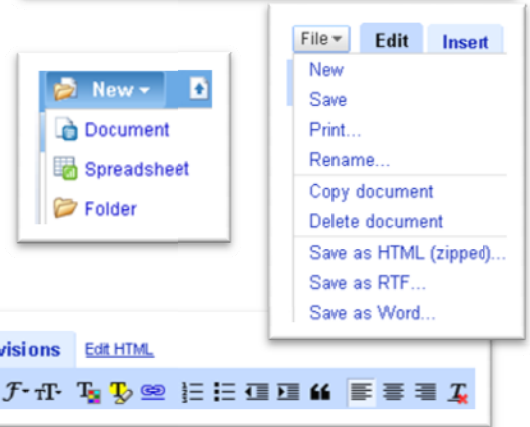 New
Document
Spreadsheet
Folder
File Edit Insert
New
Save
Print...
Rename...
Copy document
Delete document
Save as HTML (zipped)...
Save as RTF...
Save as Word...
visions Edit HTML